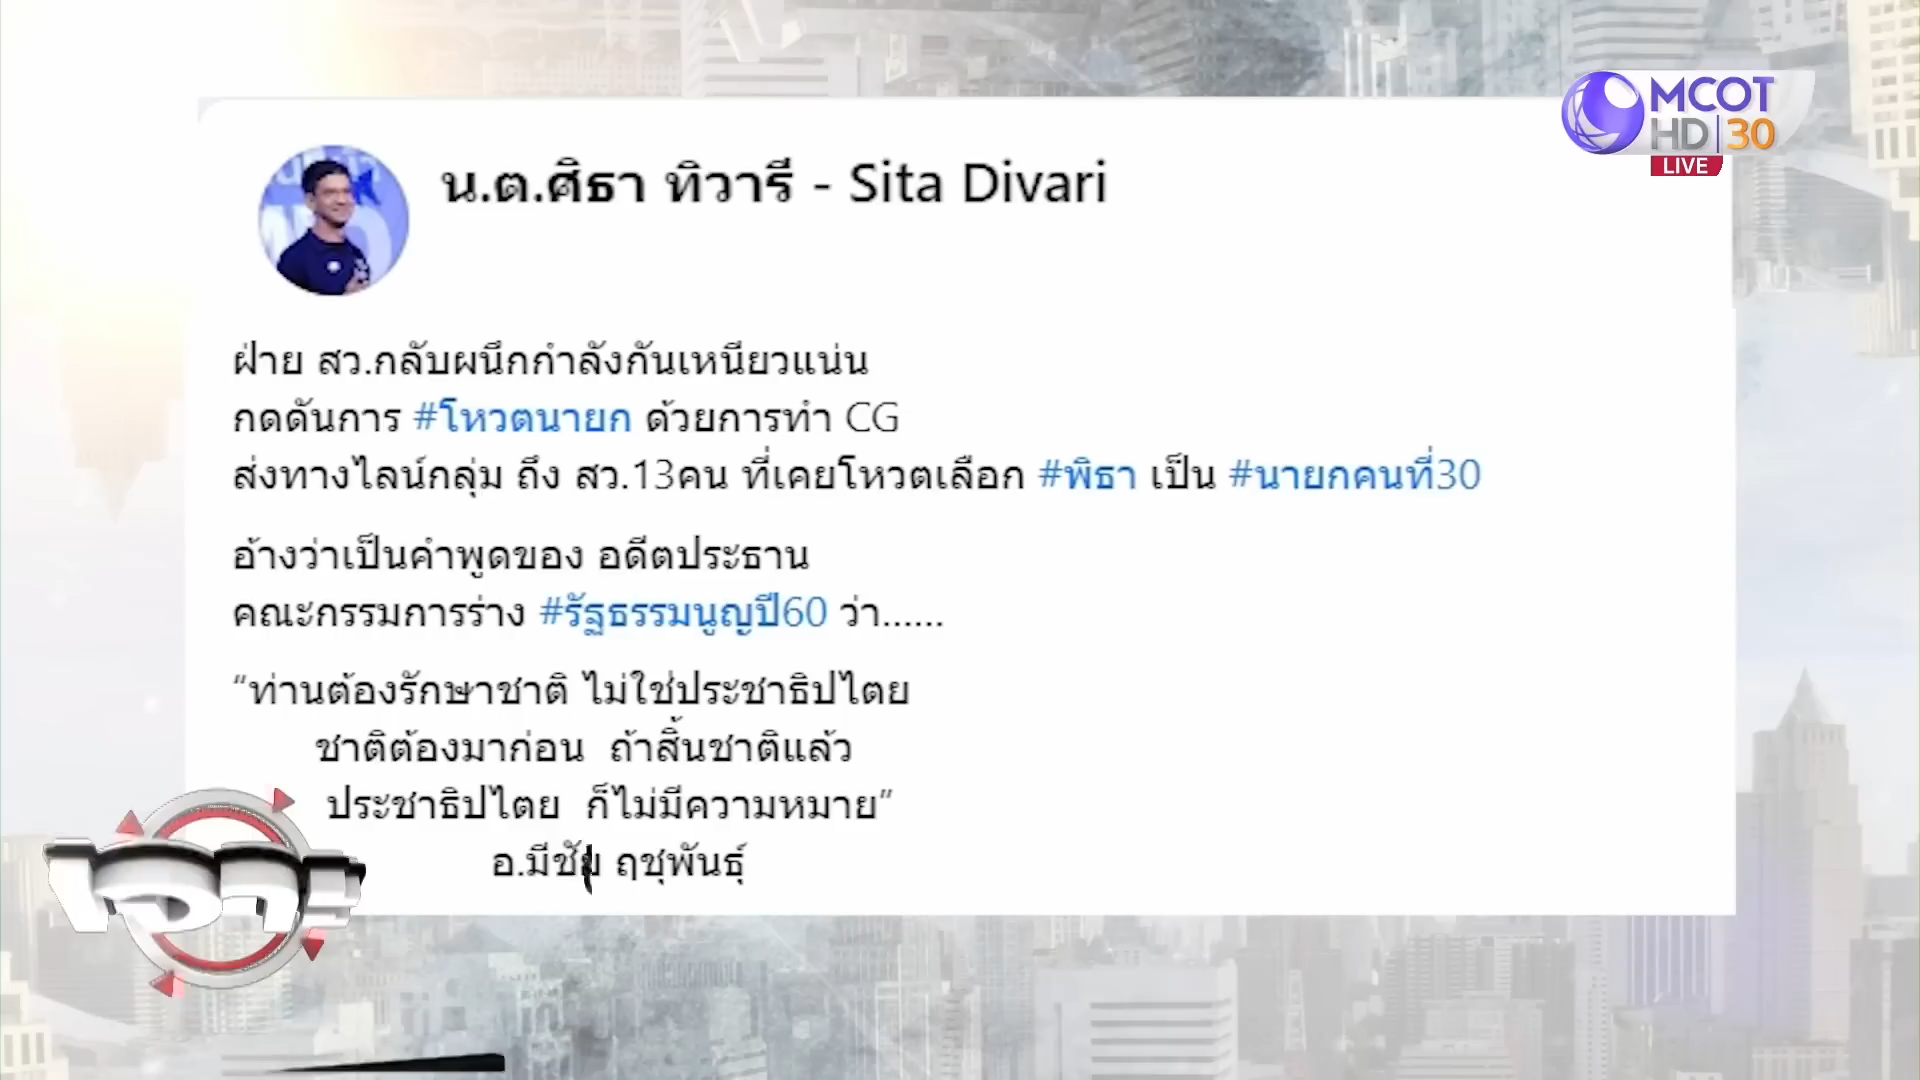 MCOT
HD 30
LIVE
น.ต.ศิธา ทิวารี - Sita Divari
ฝ่าย สว.กลับผนึกกำลังกันเหนียวแน่น
กดดันการ #โหวตนายก ด้วยการทำ CG
ส่งทางไลน์กลุ่ม ถึง สว.13คน ที่เคยโหวตเลือก #พิธา เป็น #นายกคนที่30
อ้างว่าเป็นคำพูดของ อดีตประธาน
คณะกรรมการร่าง #รัฐธรรมนูญปี60 ว่า......
“ท่านต้องรักษาชาติ ไม่ใช่ประชาธิปไตย
ชาติต้องมาก่อน ถ้าสิ้นชาติแล้ว
ประชาธิปไตย ก็ไม่มีความหมาย”
อ.มีชัย ฤชุพันธุ์
เจาะ